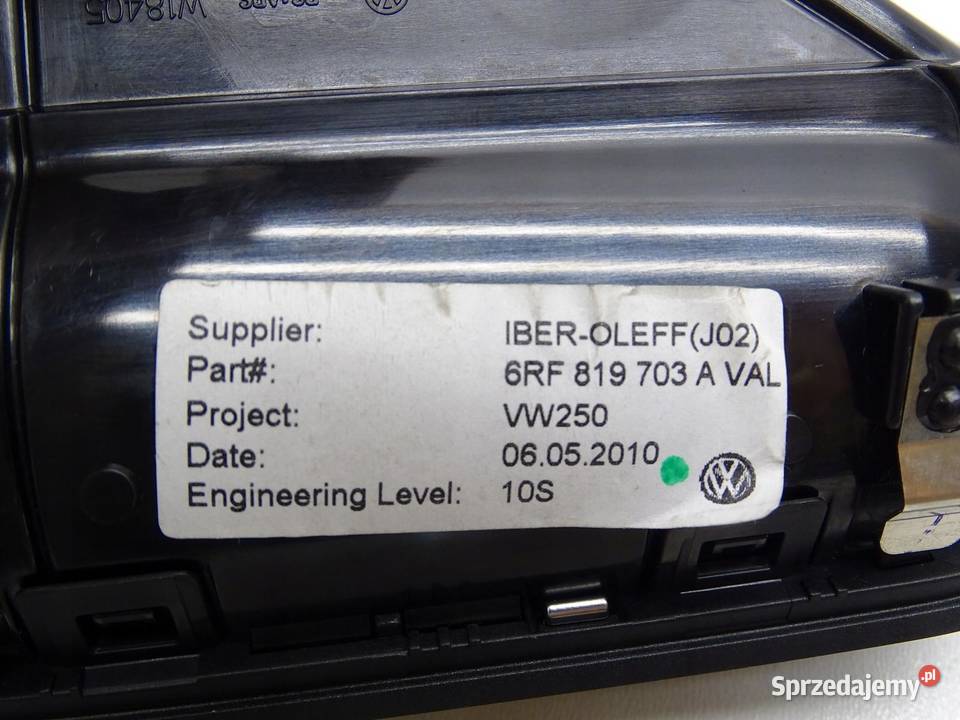 W18405
Supplier: IBER-OLEFF(J02)
Part#: 6RF 819 703 A VAL
Project: VW250
Date: 06.05.2010
Engineering Level: 10S
Sprzedajemy.pl